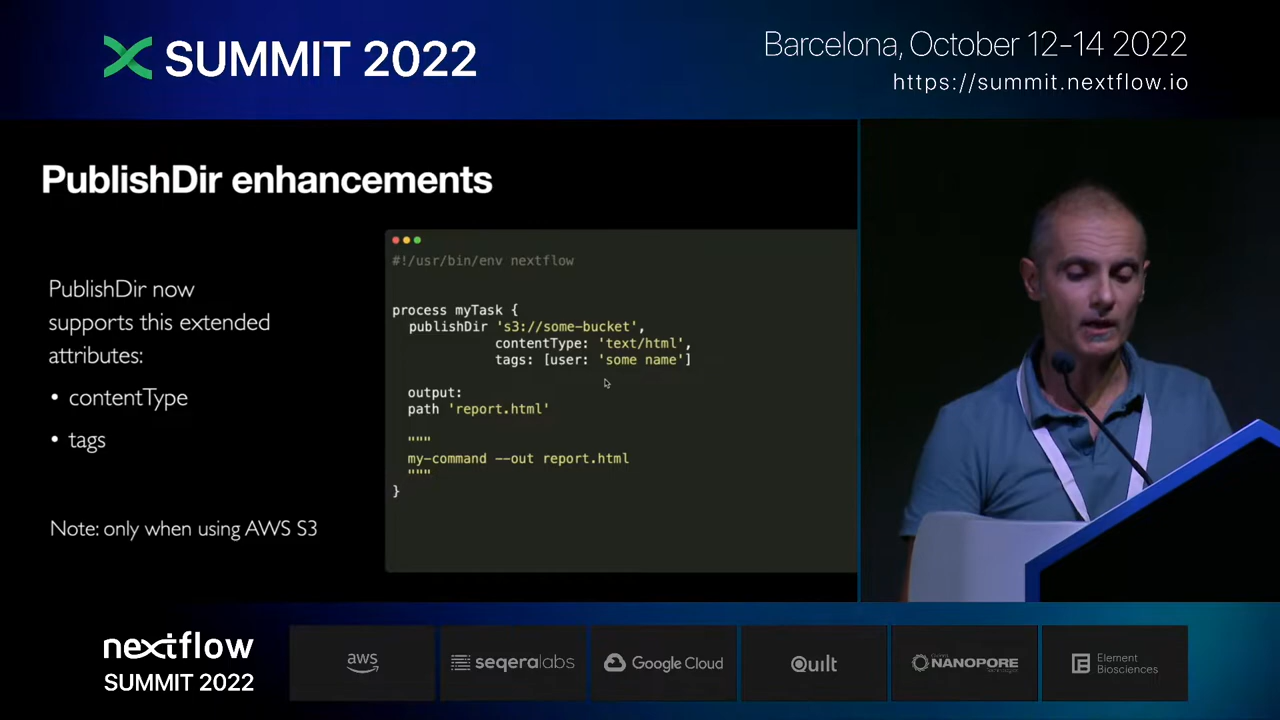 SUMMIT 2022
Barcelona, October 12-14 2022
https://summit.nextflow.io
PublishDir enhancements
PublishDir now
supports this extended
attributes:
• contentType
• tags
Note: only when using AWS S3
#!/usr/bin/env nextflow
process myTask {
publishDir 's3://some-bucket',
contentType: 'text/html',
tags: [user: 'some name']
output:
path 'report.html'
"""
my-command --out report.html
"""
}
nextflow
SUMMIT 2022
aws
seqeralabs
Google Cloud
Quilt
NANOPORE
Element
Biosciences